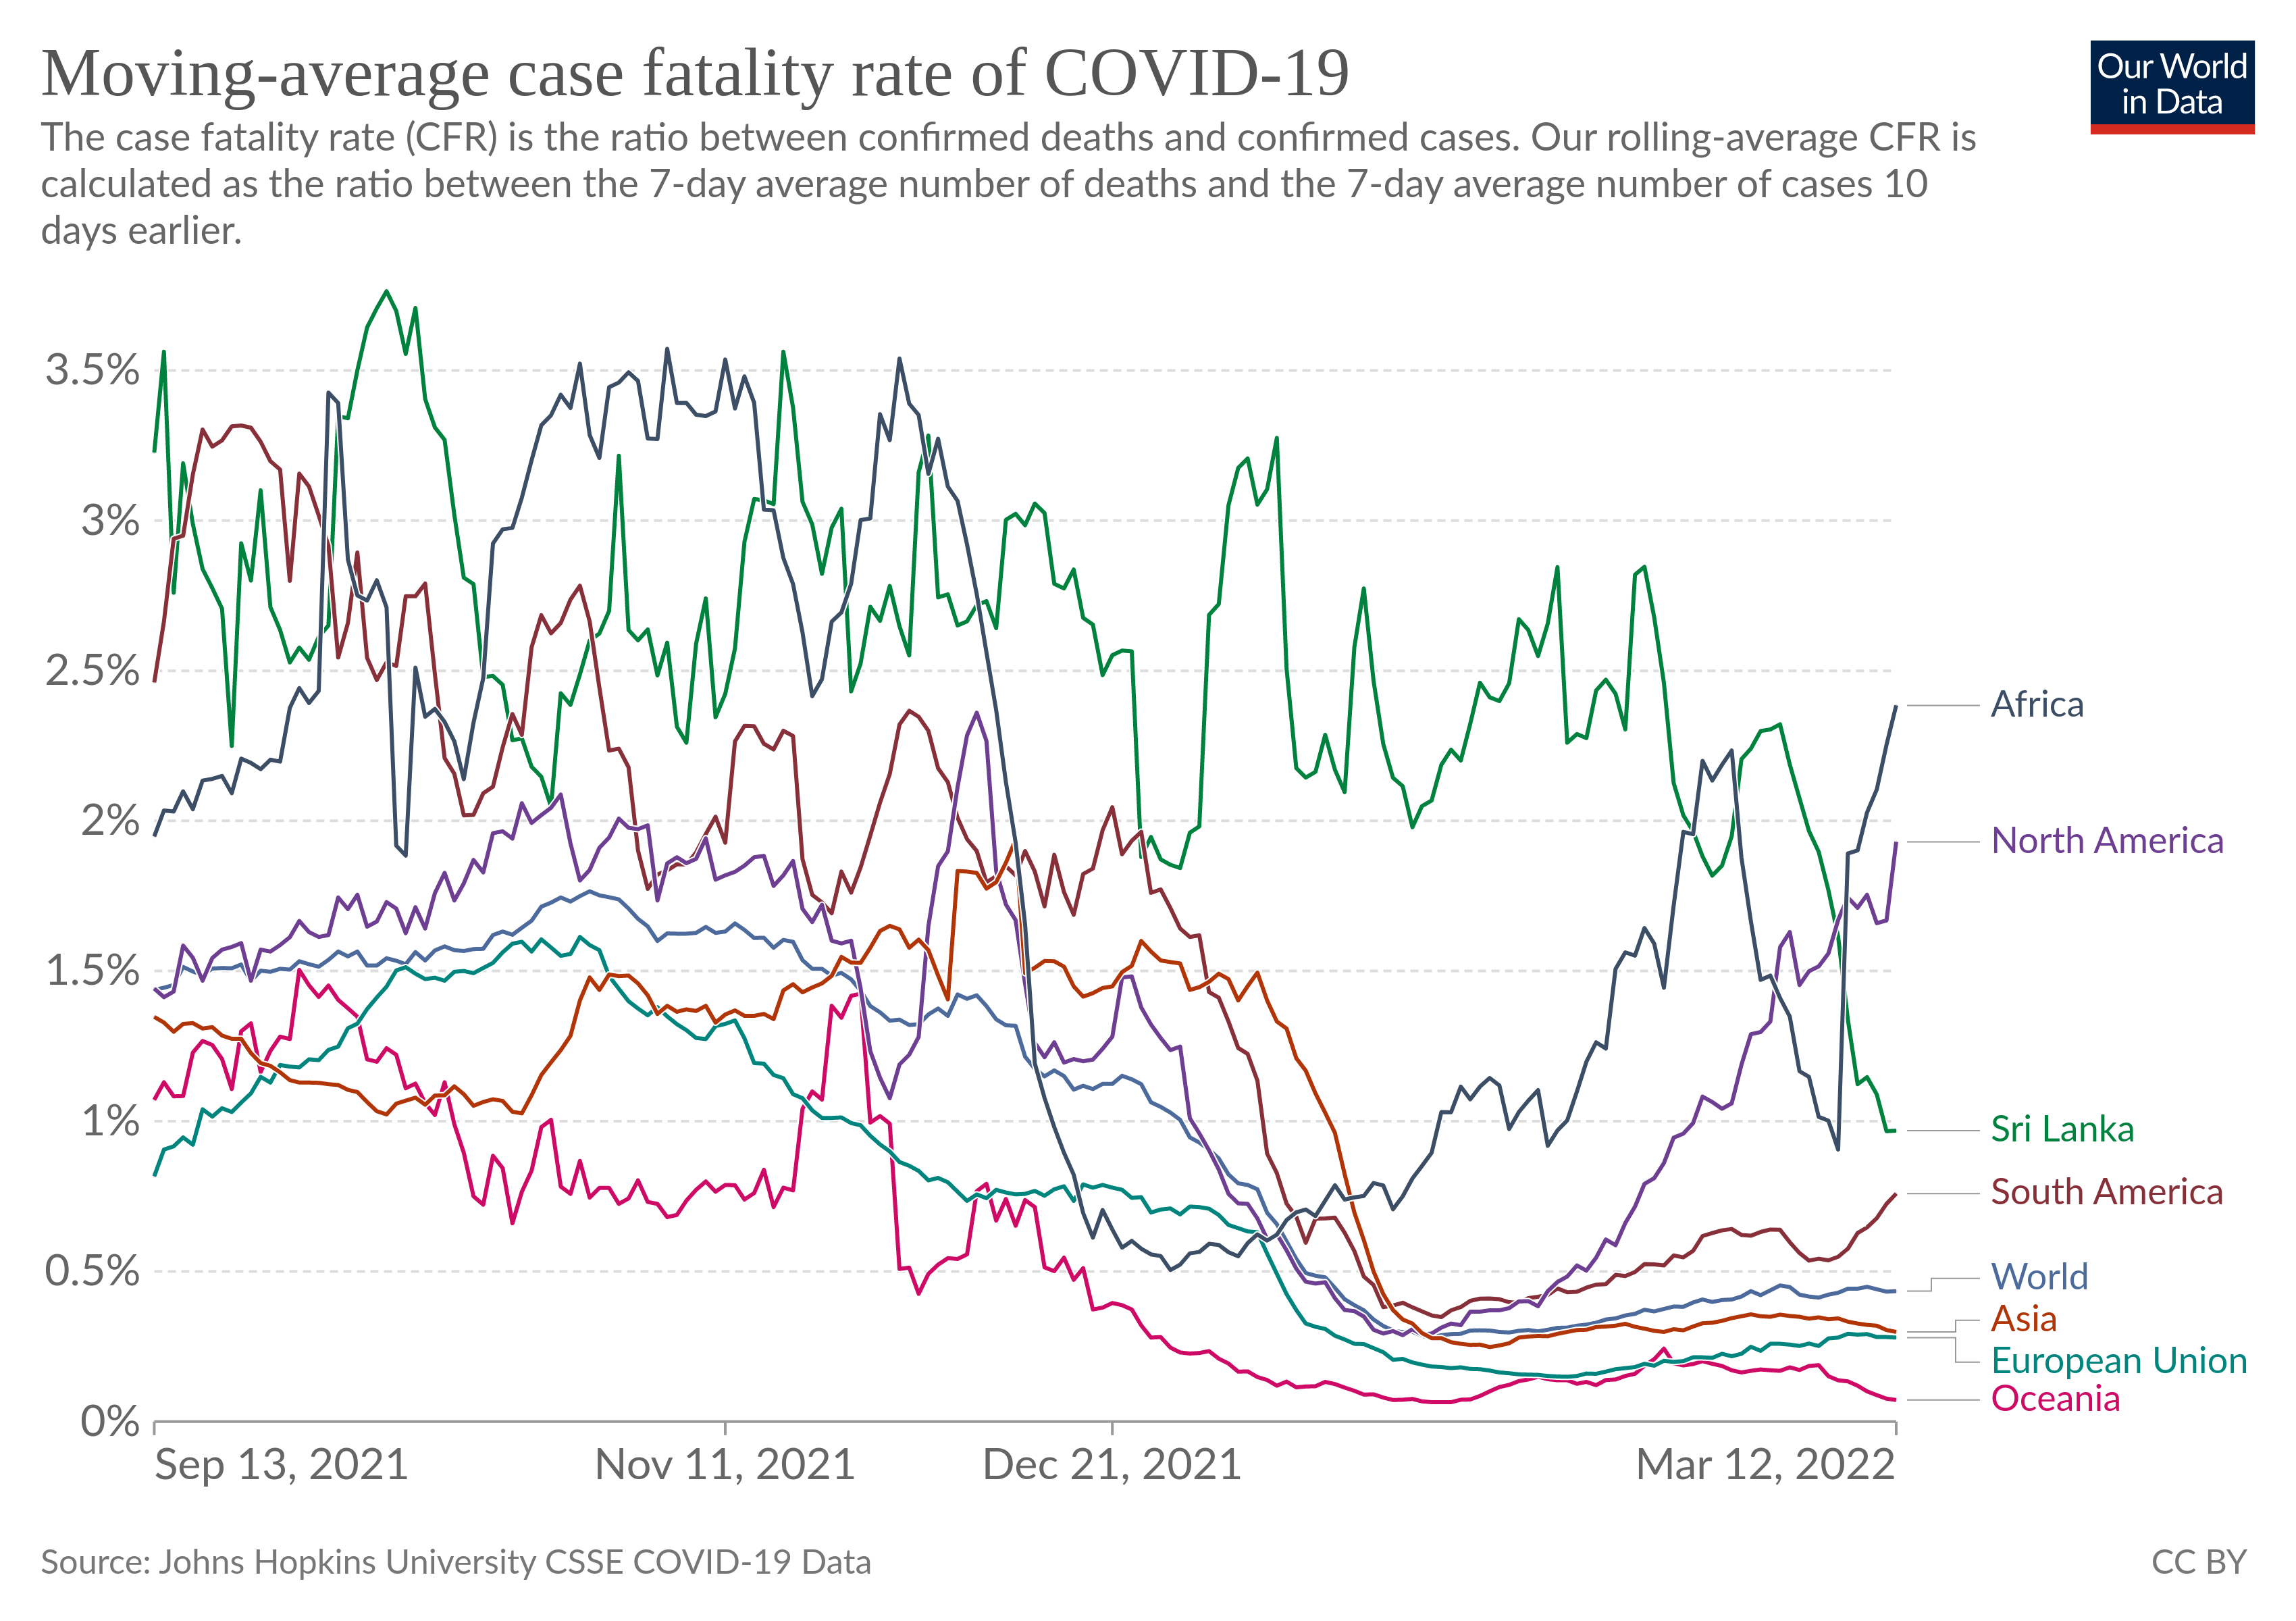 Moving-average case fatality rate of COVID-19
Our World
in Data
The case fatality rate (CFR) is the ratio between confirmed deaths and confirmed cases. Our rolling-average CFR is
calculated as the ratio between the 7-day average number of deaths and the 7-day average number of cases 10
days earlier.
3.5%
3%
2.5%
2%
1.5%
1%
0.5%
0%
Africa
North America
Sri Lanka
South America
World
Asia
European Union
Oceania
Sep 13, 2021
Nov 11, 2021
Dec 21, 2021
Mar 12, 2022
Source: Johns Hopkins University CSSE COVID-19 Data
CC BY